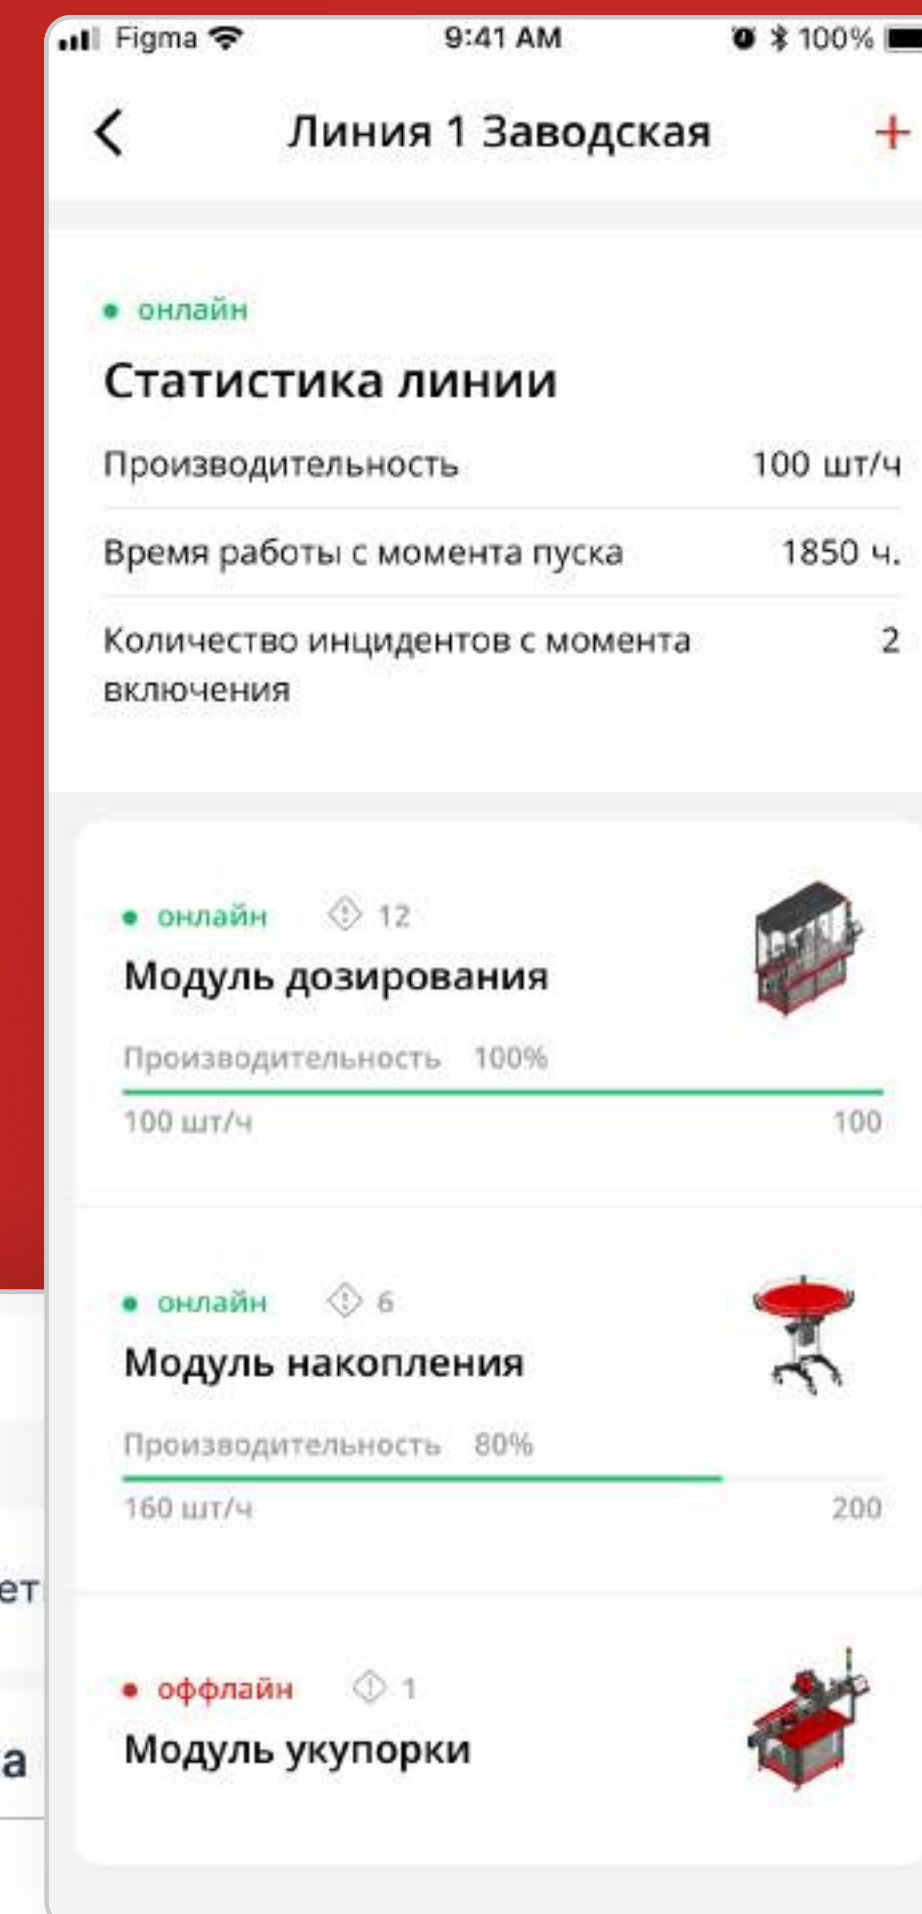 Figma 9:41 AM 100%
Линия 1 Заводская +
онлайн
Статистика линии
Производительность 100 шт/ч
Время работы с момента пуска 1850 ч.
Количество инцидентов с момента 2
включения
онлайн 12
Модуль дозирования
Производительность 100%
100 шт/ч 100
онлайн 6
Модуль накопления
Производительность 80%
160 шт/ч 200
ет
оффлайн 1
Модуль укупорки
а